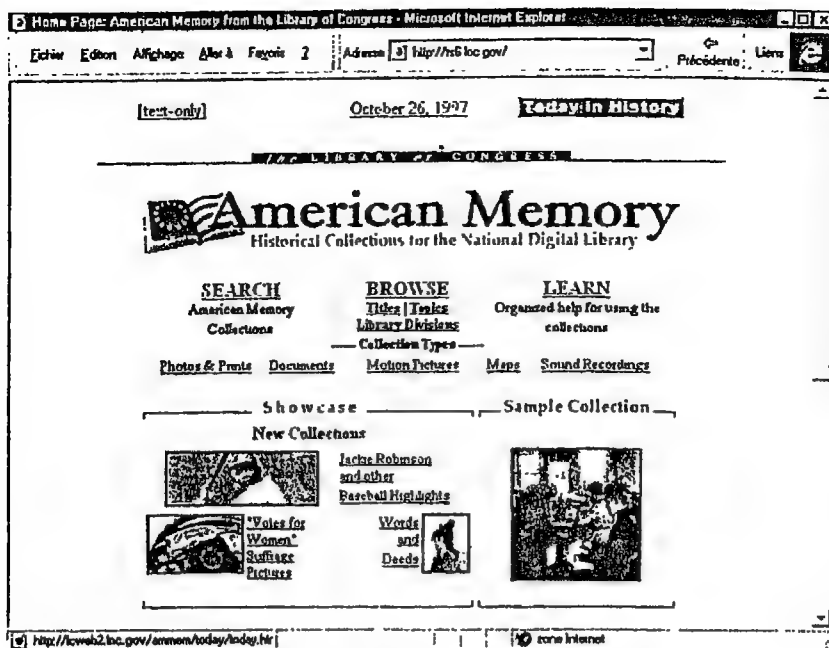 Home Page: American Memory from the Library of Congress - Microsoft Internet Explorer
Fichier Edition Affichage Aller à Favoris ? Adresse http://rs6.loc.gov/ Précédente Liens
[text-only] October 26, 1997 Today in History
the LIBRARY of CONGRESS
American Memory
Historical Collections for the National Digital Library
SEARCH BROWSE LEARN
American Memory Titles | Topics Organized help for using the
Collections Library Divisions collections
Collection Types
Photos & Prints Documents Motion Pictures Maps Sound Recordings
Showcase Sample Collection
New Collections
Jackie Robinson
and other
Baseball Highlights
"Votes for
Women"
Suffrage
Pictures
Words
and
Deeds
http://lcweb2.loc.gov/ammem/today/today.htm zone Internet